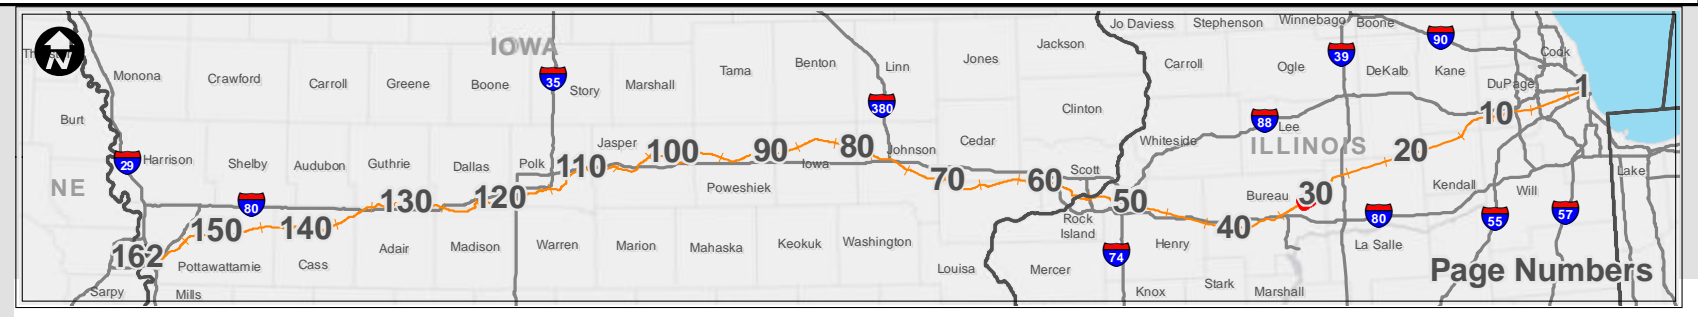 Jo Daviess Stephenson Winnebago Boone
IOWA Jackson 39 90 Cook
N Monona Crawford Carroll Greene Boone 35 Story Marshall Tama Benton Linn Jones Carroll Ogle DeKalb Kane
DuPage 1
Burt 380 Clinton 88 Lee 10
Harrison Shelby Audubon Guthrie Dallas Polk Jasper 100 90 80 Johnson Cedar Whiteside ILLINOIS 20
29 110 Iowa Scott Lake
NE 80 130 120 Poweshiek 70 60 50 Bureau 30 Kendall Will
150 140 Rock
Island 40 80 55 57
162 Adair Madison Warren Marion Mahaska Keokuk Washington 74 Henry La Salle
Pottawattamie Cass Louisa Mercer Page Numbers
Sarpy Mills Knox Stark Marshall